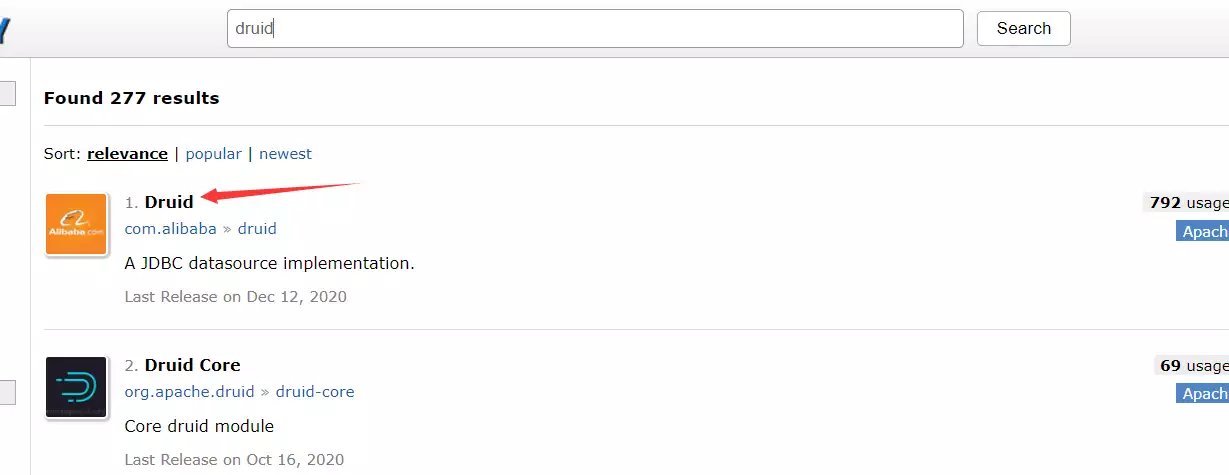 druid
Search
Found 277 results
Sort: relevance | popular | newest
1. Druid
792 usage
com.alibaba » druid
Apach
Alibaba.com
A JDBC datasource implementation.
Last Release on Dec 12, 2020
2. Druid Core
69 usage
org.apache.druid » druid-core
Apach
Core druid module
Last Release on Oct 16, 2020